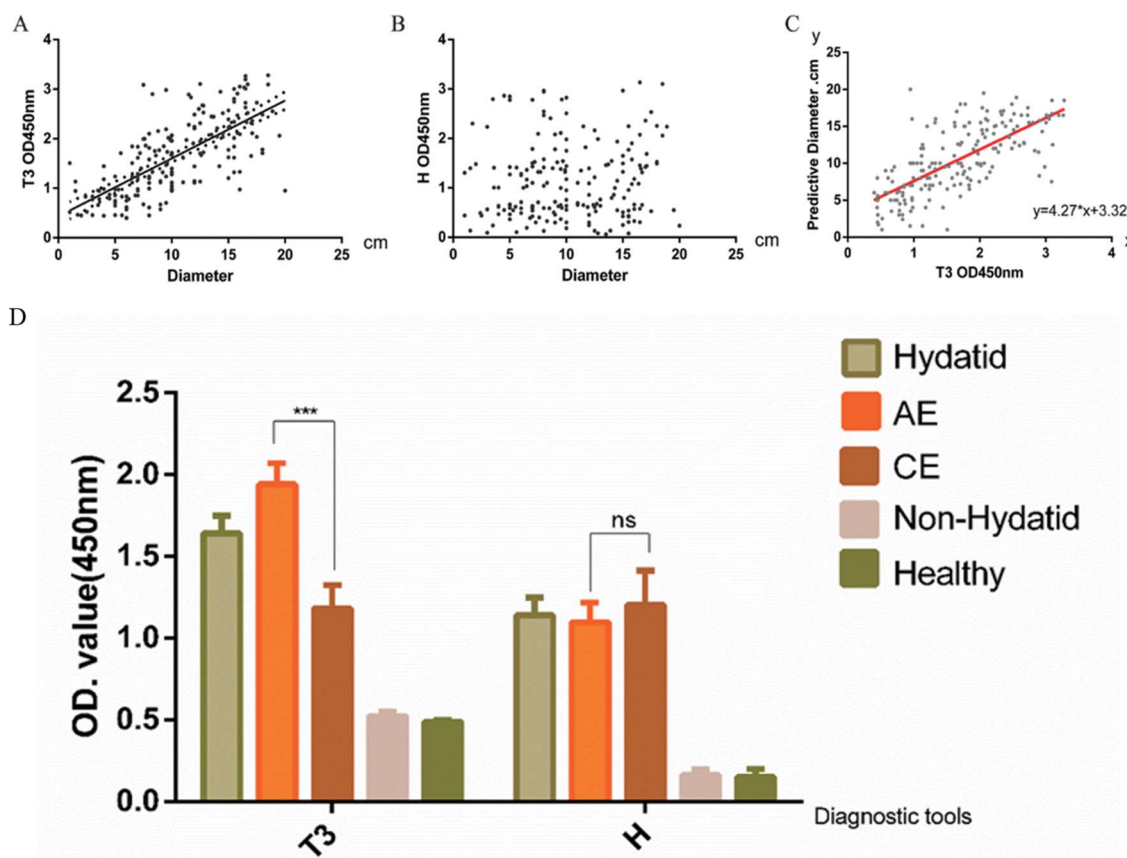 A
4
3
2
1
0
T3 OD450nm
0 5 10 15 20 25
cm
Diameter
B
4
3
2
1
0
H OD450nm
0 5 10 15 20 25
cm
Diameter
C
y
25
20
15
10
5
0
Predictive Diameter .cm
y=4.27*x+3.32
0 1 2 3 4
T3 OD450nm
D
Hydatid
AE
CE
Non-Hydatid
Healthy
2.5
2.0
1.5
1.0
0.5
0.0
OD. value(450nm)
***
ns
T3
H
Diagnostic tools